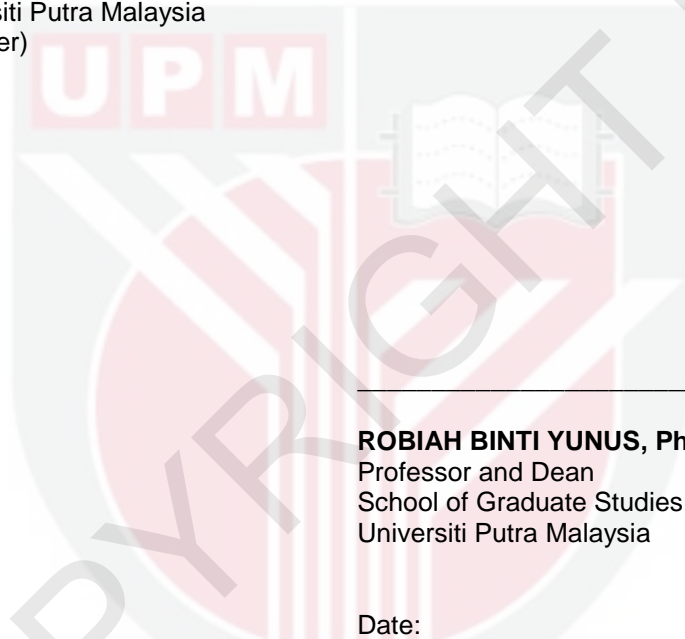 siti Putra Malaysia
er)
UPM
PYRIGHT
ROBIAH BINTI YUNUS, Ph
Professor and Dean
School of Graduate Studies
Universiti Putra Malaysia
Date: